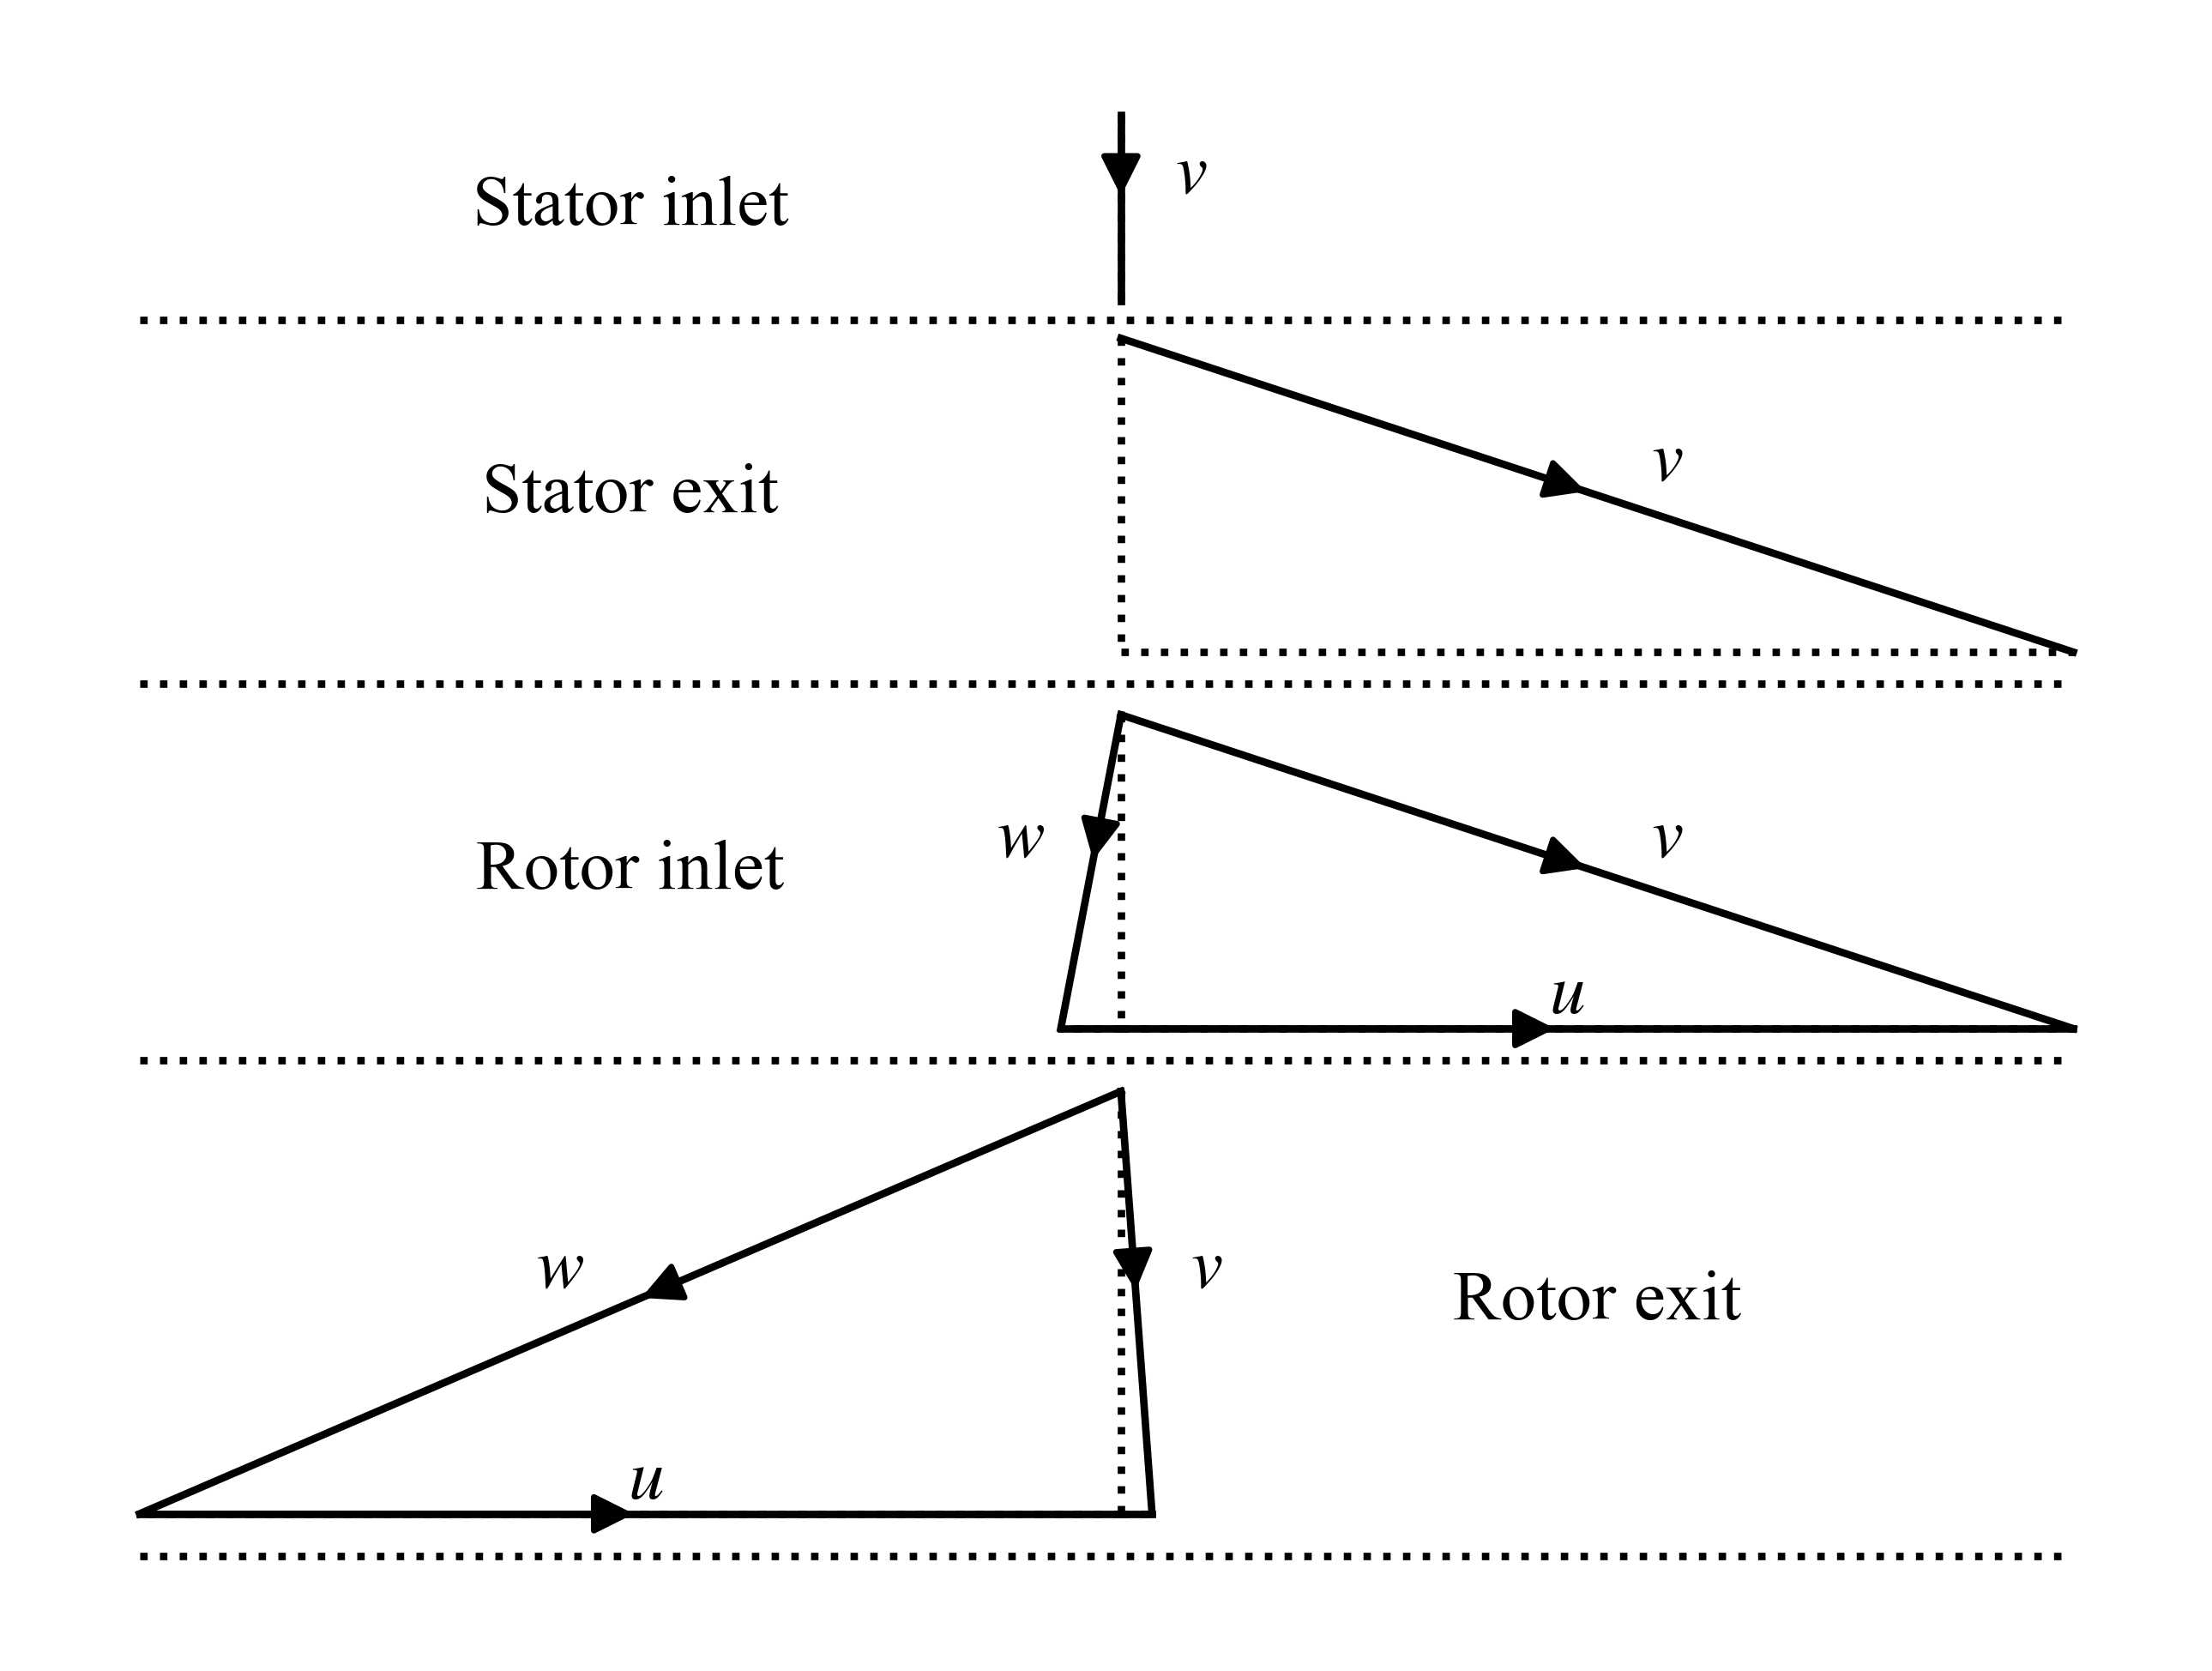 Stator inlet
v
Stator exit
v
Rotor inlet
w
v
u
w
v
Rotor exit
u